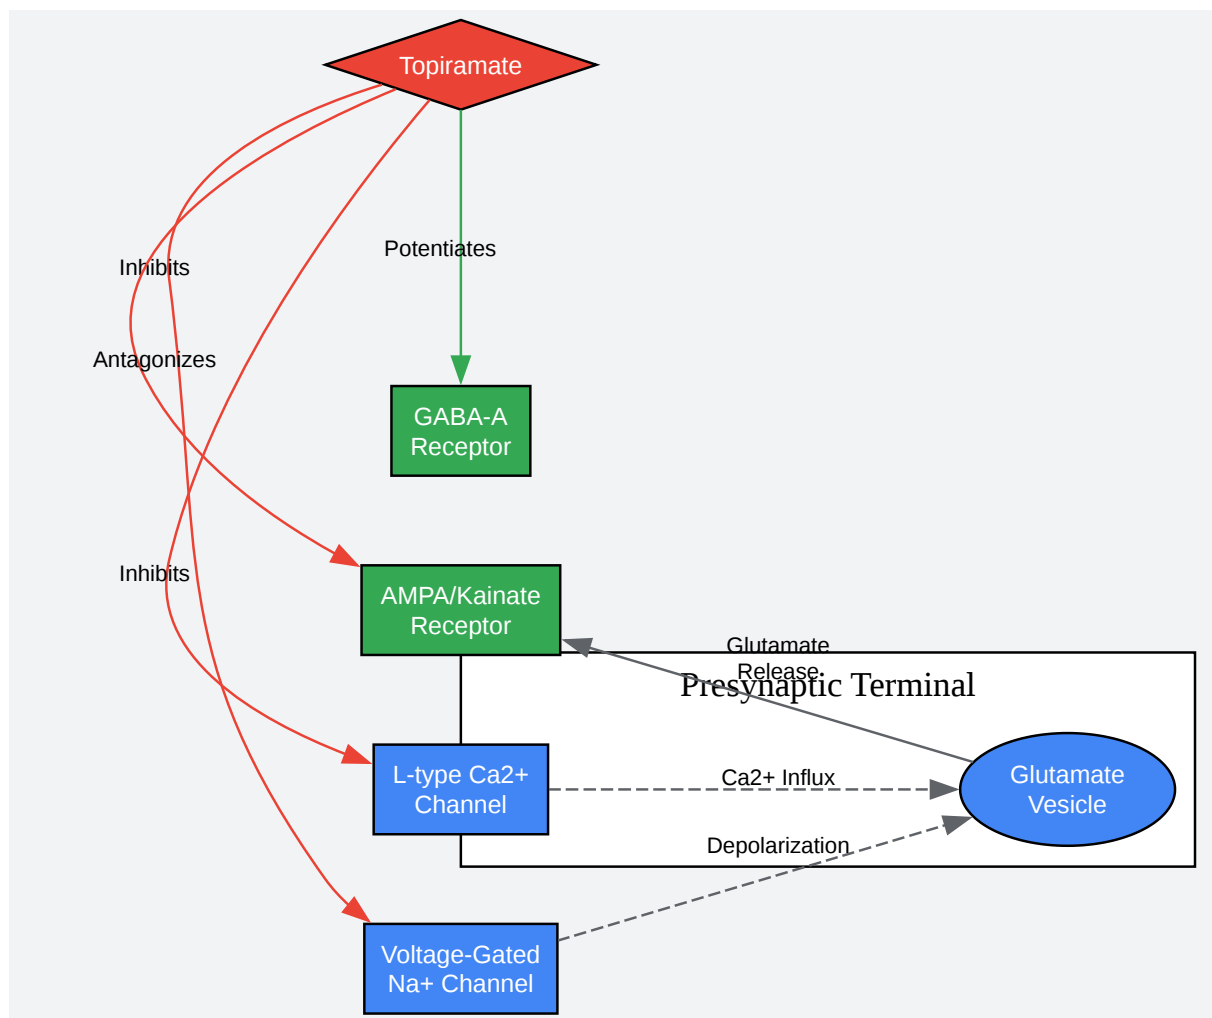 Topiramate
Potentiates
Inhibits
Antagonizes
GABA-A
Receptor
Inhibits
AMPA/Kainate
Receptor
Glutamate
Release
Presynaptic Terminal
L-type Ca2+
Channel
Ca2+ Influx
Glutamate
Vesicle
Depolarization
Voltage-Gated
Na+ Channel